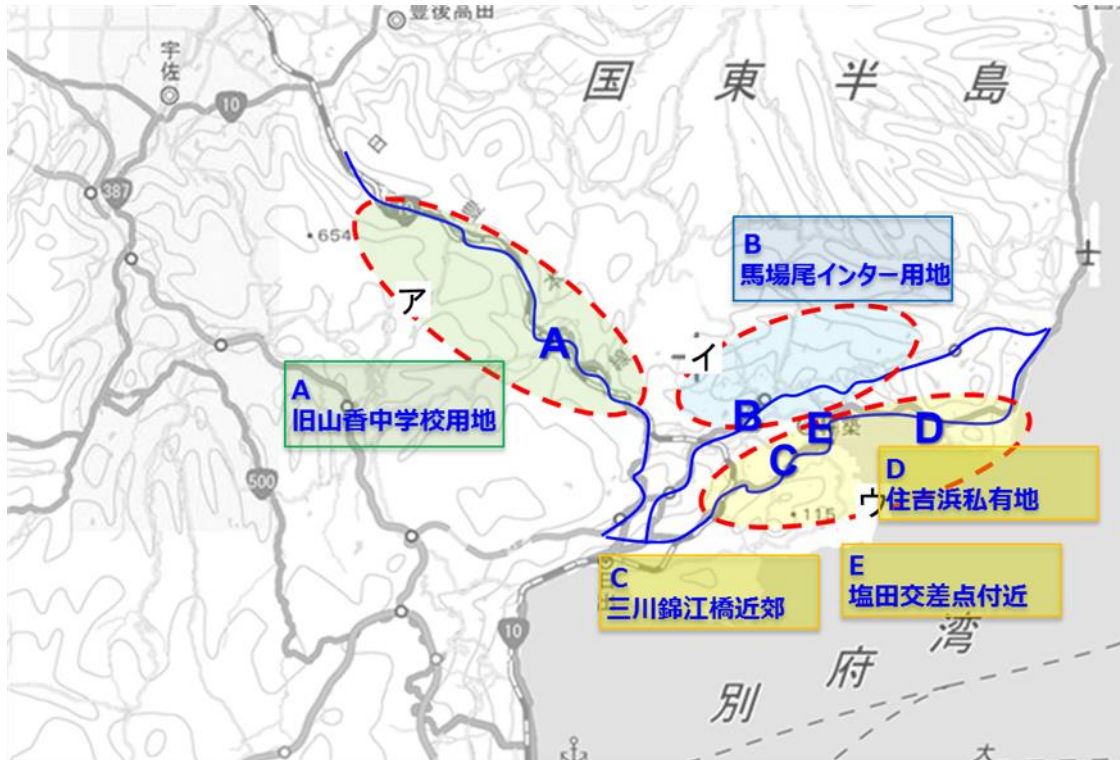 豊後高田
宇佐
国東半島
10
387
10
・654
ア
A
B
馬場尾インター用地
イ
A
旧山香中学校用地
B
E
D
C
500
D
住吉浜私有地
ウ
・115
C
三川錦江橋近郊
E
塩田交差点付近
10
別府湾
大